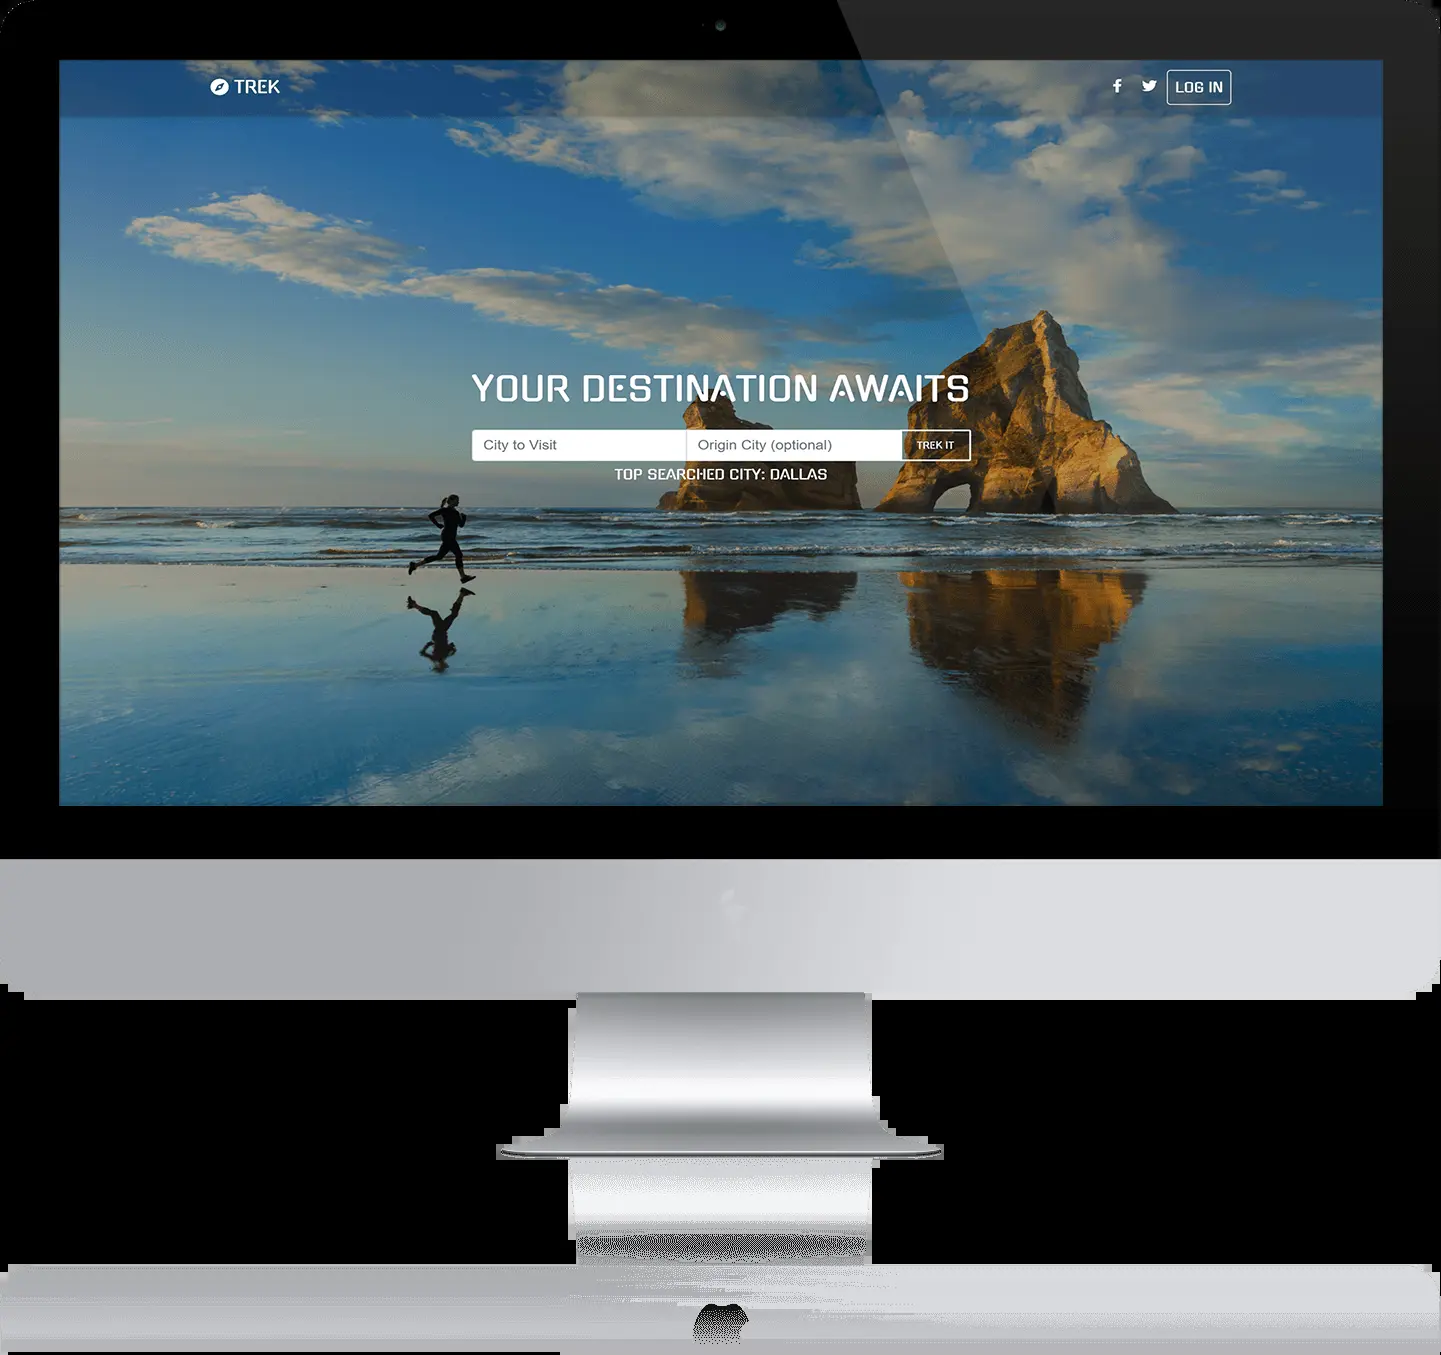 TREK
LOG IN
YOUR DESTINATION AWAITS
City to Visit
Origin City (optional)
TREK IT
TOP SEARCHED CITY: DALLAS